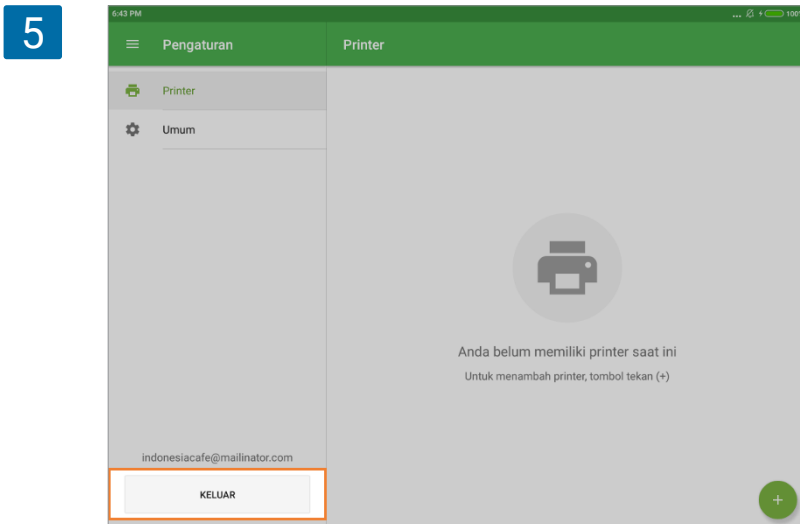 5
6:43 PM
... 100%
Pengaturan
Printer
Printer
Umum
Anda belum memiliki printer saat ini
Untuk menambah printer, tombol tekan (+)
indonesiacafe@mailinator.com
KELUAR